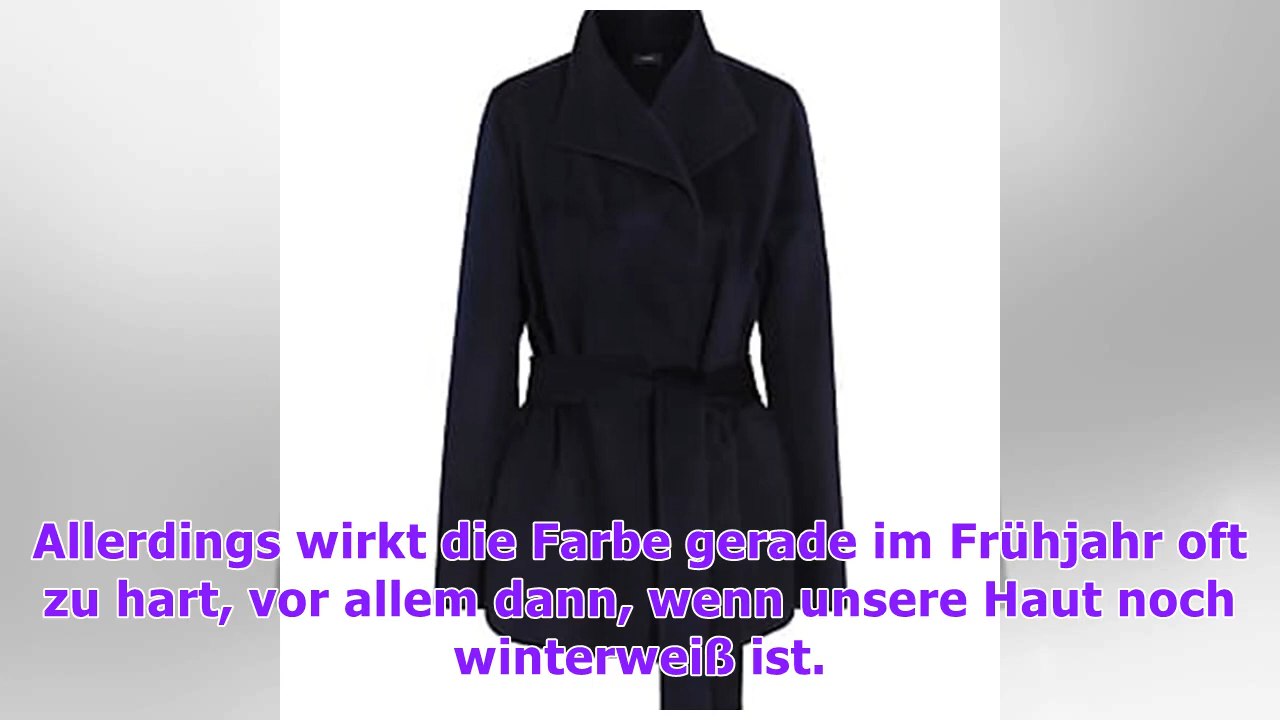 Allerdings wirkt die Farbe gerade im Frühjahr oft
zu hart, vor allem dann, wenn unsere Haut noch
winterweiß ist.